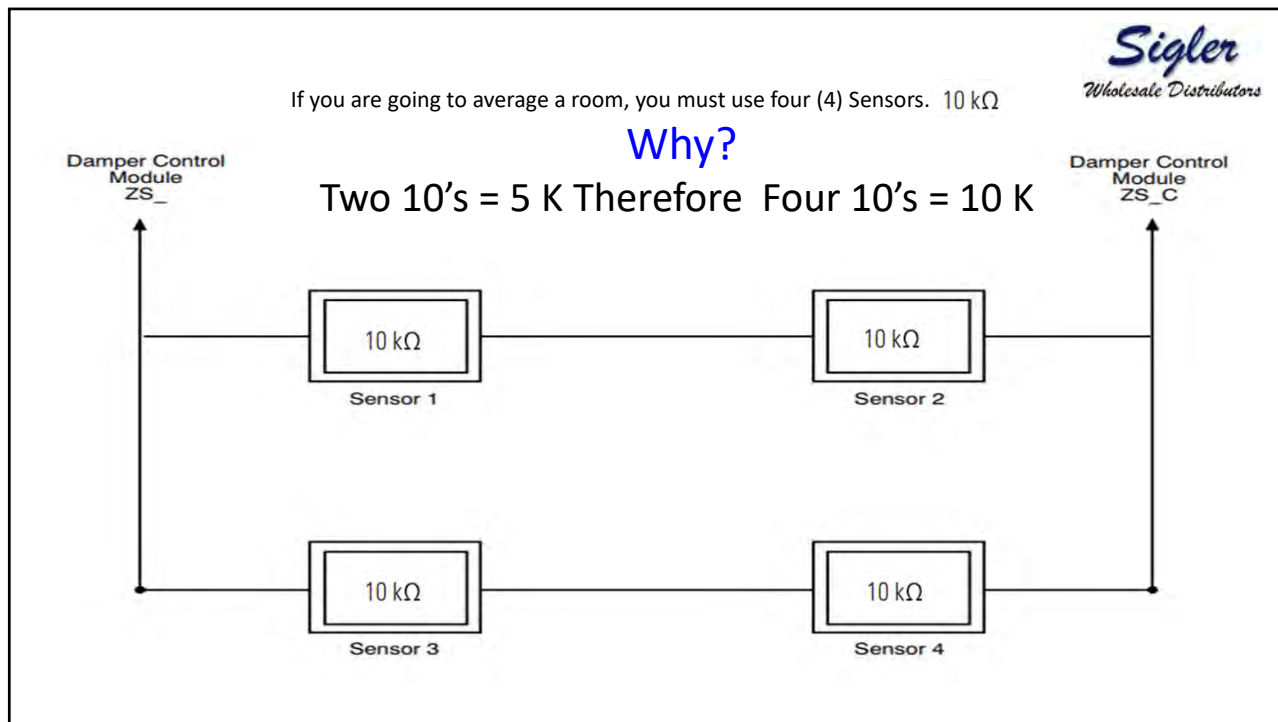 Sigler
Wholesale Distributors
If you are going to average a room, you must use four (4) Sensors. 10 kΩ
Why?
Two 10’s = 5 K Therefore Four 10’s = 10 K
Damper Control
Module
ZS_
Damper Control
Module
ZS_C
10 kΩ
Sensor 1
10 kΩ
Sensor 2
10 kΩ
Sensor 3
10 kΩ
Sensor 4